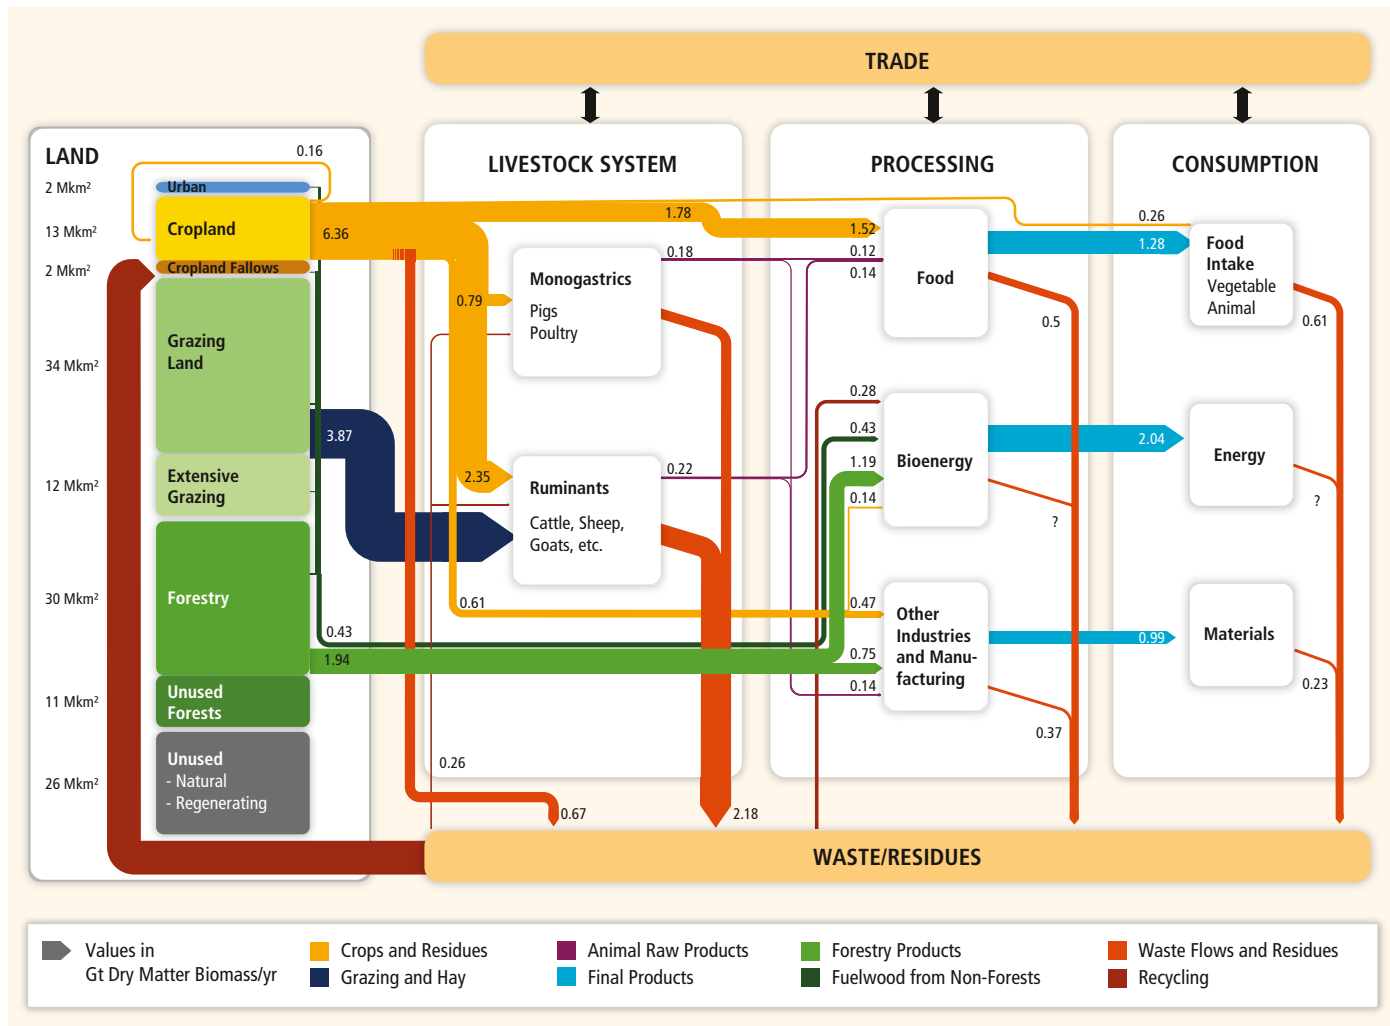 TRADE
LAND
0.16
LIVESTOCK SYSTEM
PROCESSING
CONSUMPTION
2 Mkm²
Urban
13 Mkm²
Cropland
6.36
1.78
1.52
0.26
1.28
2 Mkm²
Cropland Fallows
0.18
0.12
0.14
Food
Food
Intake
Vegetable
Animal
Monogastrics
Pigs
Poultry
0.79
0.5
0.61
34 Mkm²
Grazing
Land
3.87
0.28
0.43
1.19
0.14
Bioenergy
2.04
Energy
12 Mkm²
Extensive
Grazing
2.35
Ruminants
Cattle, Sheep,
Goats, etc.
0.22
?
?
30 Mkm²
Forestry
0.61
0.43
1.94
0.47
0.75
0.14
Other
Industries
and Manu-
facturing
0.99
Materials
0.23
0.37
11 Mkm²
Unused
Forests
26 Mkm²
Unused
- Natural
- Regenerating
0.26
0.67
2.18
WASTE/RESIDUES
Values in
Gt Dry Matter Biomass/yr
Crops and Residues
Grazing and Hay
Animal Raw Products
Final Products
Forestry Products
Fuelwood from Non-Forests
Waste Flows and Residues
Recycling